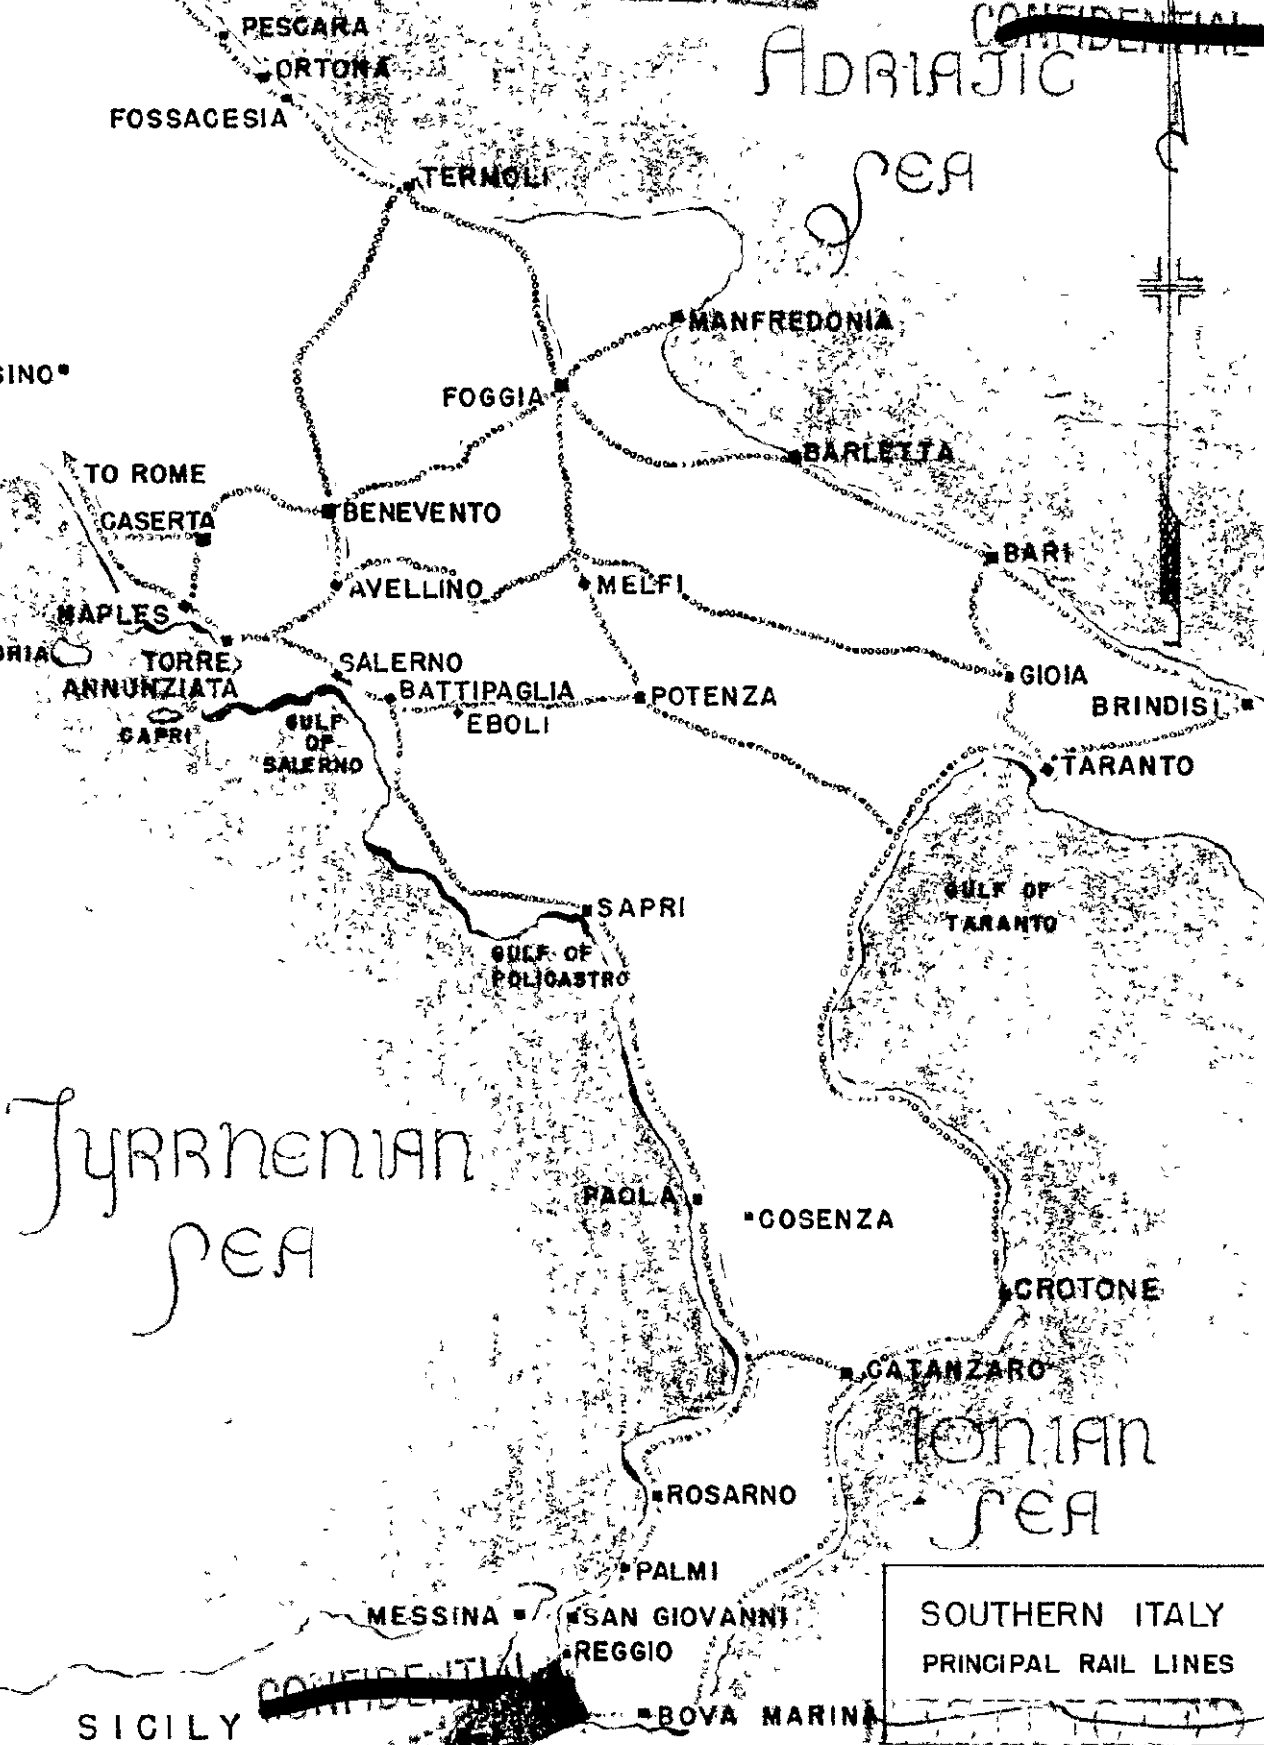 CONFIDENTIAL
PESCARA
ADRIATIC
ORTONA
FOSSACESIA
SEA
TERMOLI
MANFREDONIA
SINO
FOGGIA
BARLETTA
TO ROME
CASERTA
BENEVENTO
BARI
AVELLINO
MELFI
NAPLES
TORRE
ANNUNZIATA
SALERNO
GIOIA
BATTIPAGLIA
POTENZA
BRINDISI
EBOLI
CAPRI
GULF
OF
SALERNO
TARANTO
GULF OF
TARANTO
SAPRI
GULF OF
POLICASTRO
TYRRHENIAN
SEA
PAOLA
COSENZA
CROTONE
CATANZARO
IONIAN
SEA
ROSARNO
PALMI
MESSINA
SAN GIOVANNI
REGGIO
CONFIDENTIAL
SICILY
BOVA MARINA
SOUTHERN ITALY
PRINCIPAL RAIL LINES